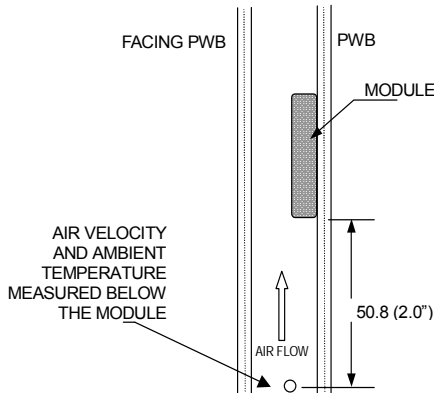 FACING PWB
PWB
MODULE
AIR VELOCITY
AND AMBIENT
TEMPERATURE
MEASURED BELOW
THE MODULE
50.8 (2.0")
AIR FLOW